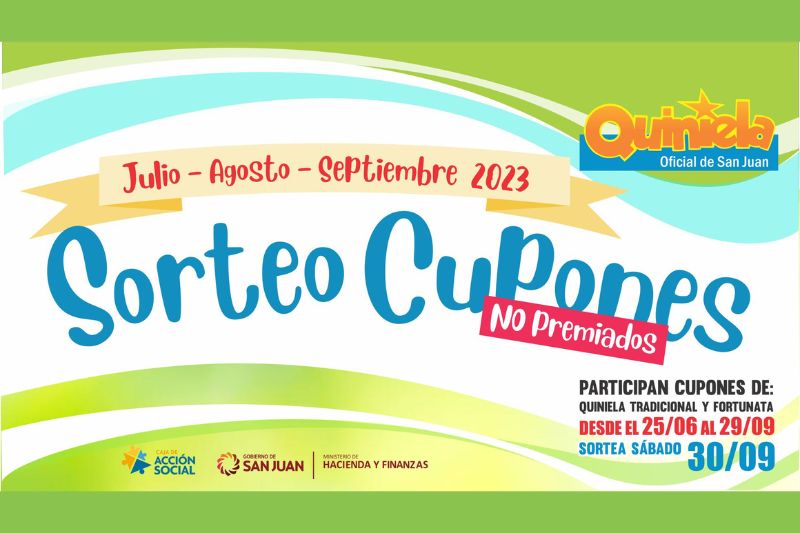 Quiniela
Oficial de San Juan
Julio - Agosto - Septiembre 2023
Sorteo Cupones
No Premiados
PARTICIPAN CUPONES DE:
QUINIELA TRADICIONAL Y FORTUNATA
DESDE EL 25/06 AL 29/09
SORTEA SÁBADO 30/09
CAJA DE
ACCIÓN
SOCIAL
GOBIERNO DE
SAN JUAN
MINISTERIO DE
HACIENDA Y FINANZAS